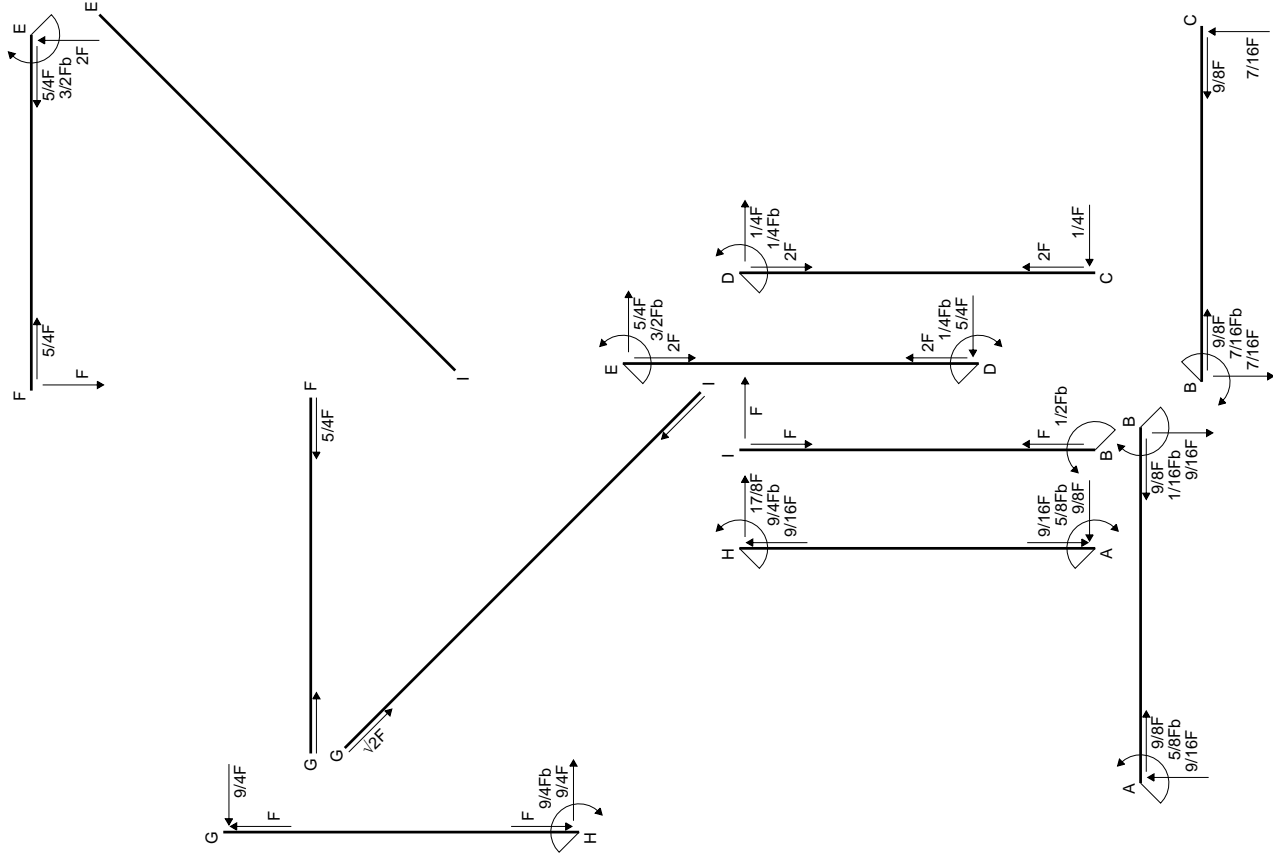 F
E
5/4F
F
5/4F
3/2Fb
2F
E
I
G
F
5/4F
G
I
√2F
G
H
9/4F
F
F
9/4Fb
9/4F
E
D
5/4F
3/2Fb
2F
2F
1/4Fb
5/4F
D
C
1/4F
1/4Fb
2F
2F
1/4F
I
B
F
F
F
1/2Fb
H
A
17/8F
9/4Fb
9/16F
9/16F
5/8Fb
9/8F
A
B
9/8F
5/8Fb
9/16F
9/8F
1/16Fb
9/16F
B
C
9/8F
7/16Fb
7/16F
9/8F
7/16F